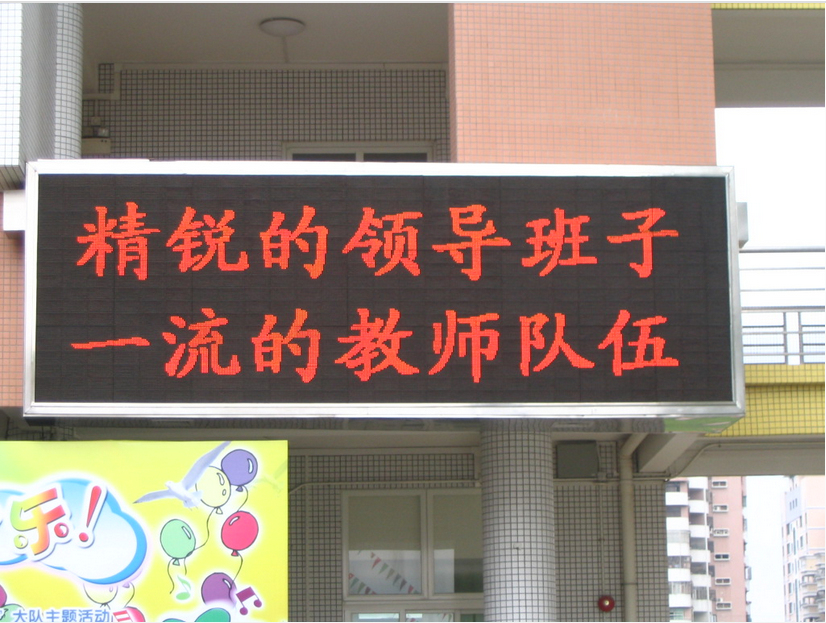 精锐的领导班子
一流的教师队伍
乐！
大队主题活动